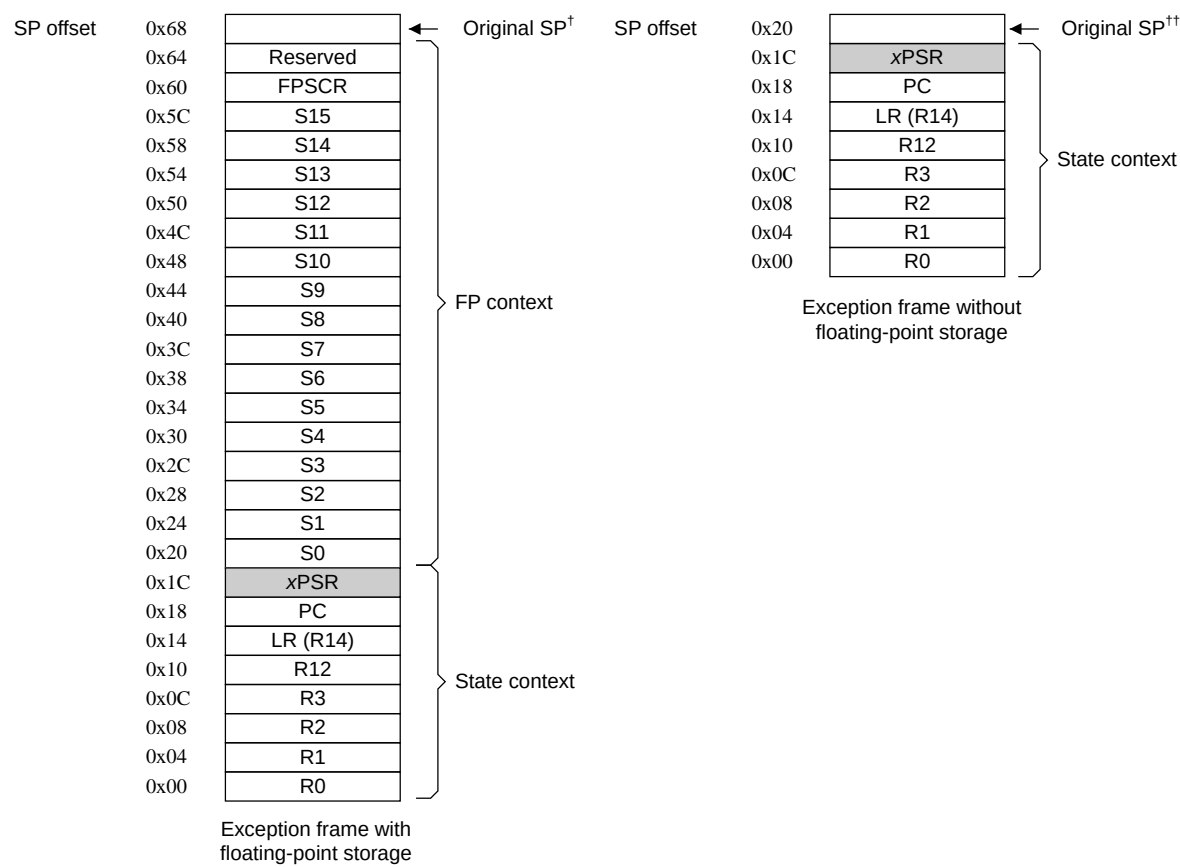 SP offset 0x68 Original SP†
0x64 Reserved
0x60 FPSCR
0x5C S15
0x58 S14
0x54 S13
0x50 S12
0x4C S11
0x48 S10
0x44 S9
0x40 S8
FP context
0x3C S7
0x38 S6
0x34 S5
0x30 S4
0x2C S3
0x28 S2
0x24 S1
0x20 S0
0x1C xPSR
0x18 PC
0x14 LR (R14)
0x10 R12
State context
0x0C R3
0x08 R2
0x04 R1
0x00 R0
Exception frame with
floating-point storage
SP offset 0x20 Original SP††
0x1C xPSR
0x18 PC
0x14 LR (R14)
0x10 R12
State context
0x0C R3
0x08 R2
0x04 R1
0x00 R0
Exception frame without
floating-point storage